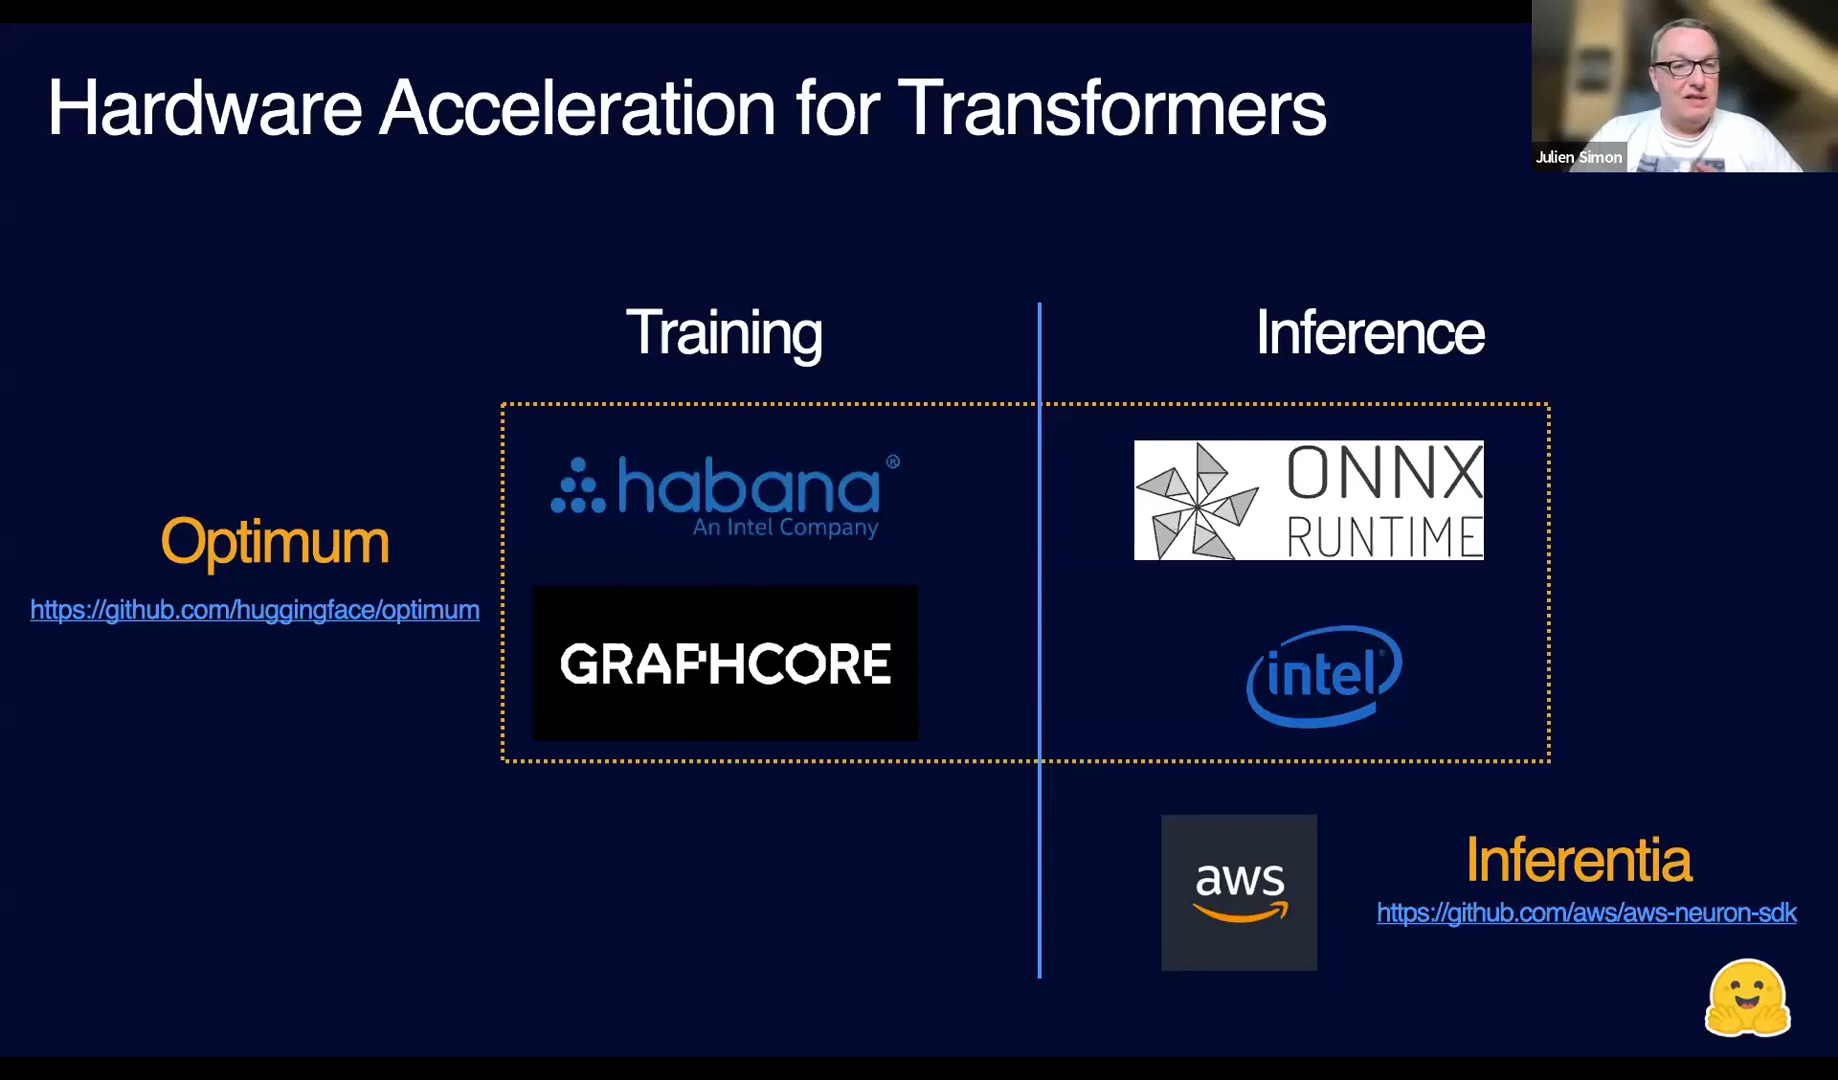 Hardware Acceleration for Transformers
Julien Simon
Training
Inference
habana®
An Intel Company
ONNX
RUNTIME
Optimum
https://github.com/huggingface/optimum
GRAPHCORE
intel
aws
Inferentia
https://github.com/aws/aws-neuron-sdk